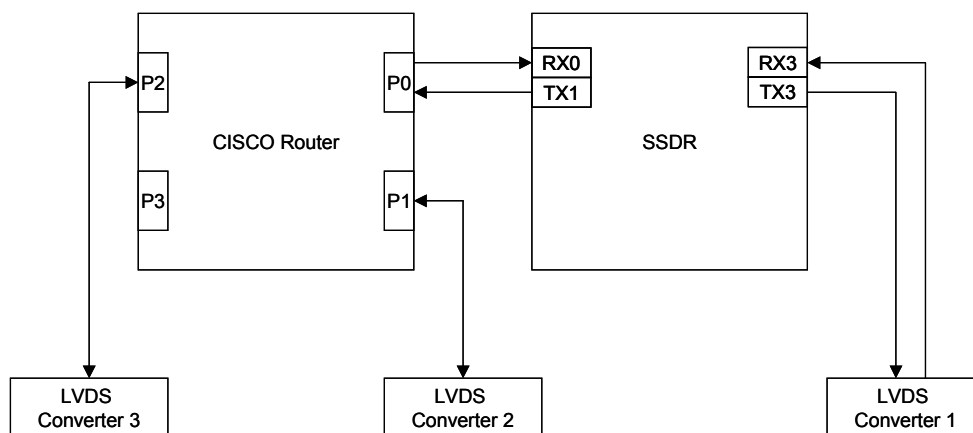 P2
P0
RX0
RX3
TX1
TX3
CISCO Router
SSDR
P3
P1
LVDS
Converter 3
LVDS
Converter 2
LVDS
Converter 1